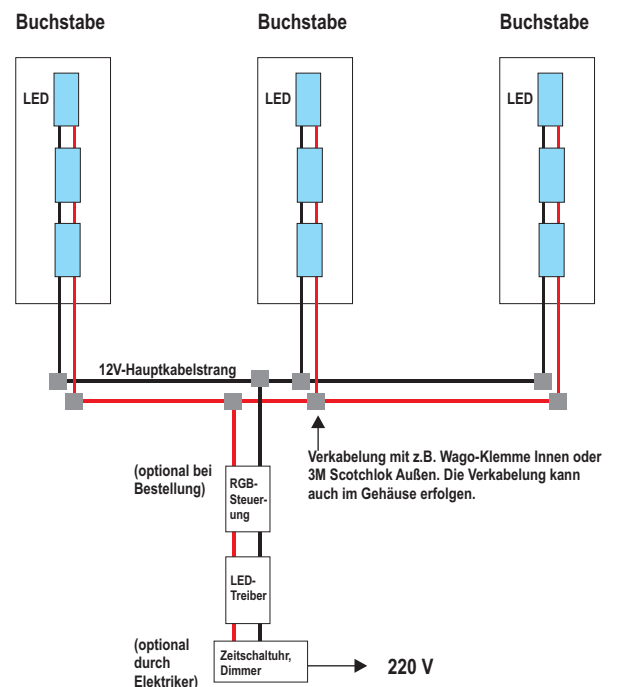 Buchstabe
Buchstabe
Buchstabe
LED
LED
LED
12V-Hauptkabelstrang
Verkabelung mit z.B. Wago-Klemme Innen oder
3M Scotchlok Außen. Die Verkabelung kann
auch im Gehäuse erfolgen.
(optional bei
Bestellung)
RGB-
Steuer-
ung
LED-
Treiber
(optional
durch
Elektriker)
Zeitschaltuhr,
Dimmer
220 V